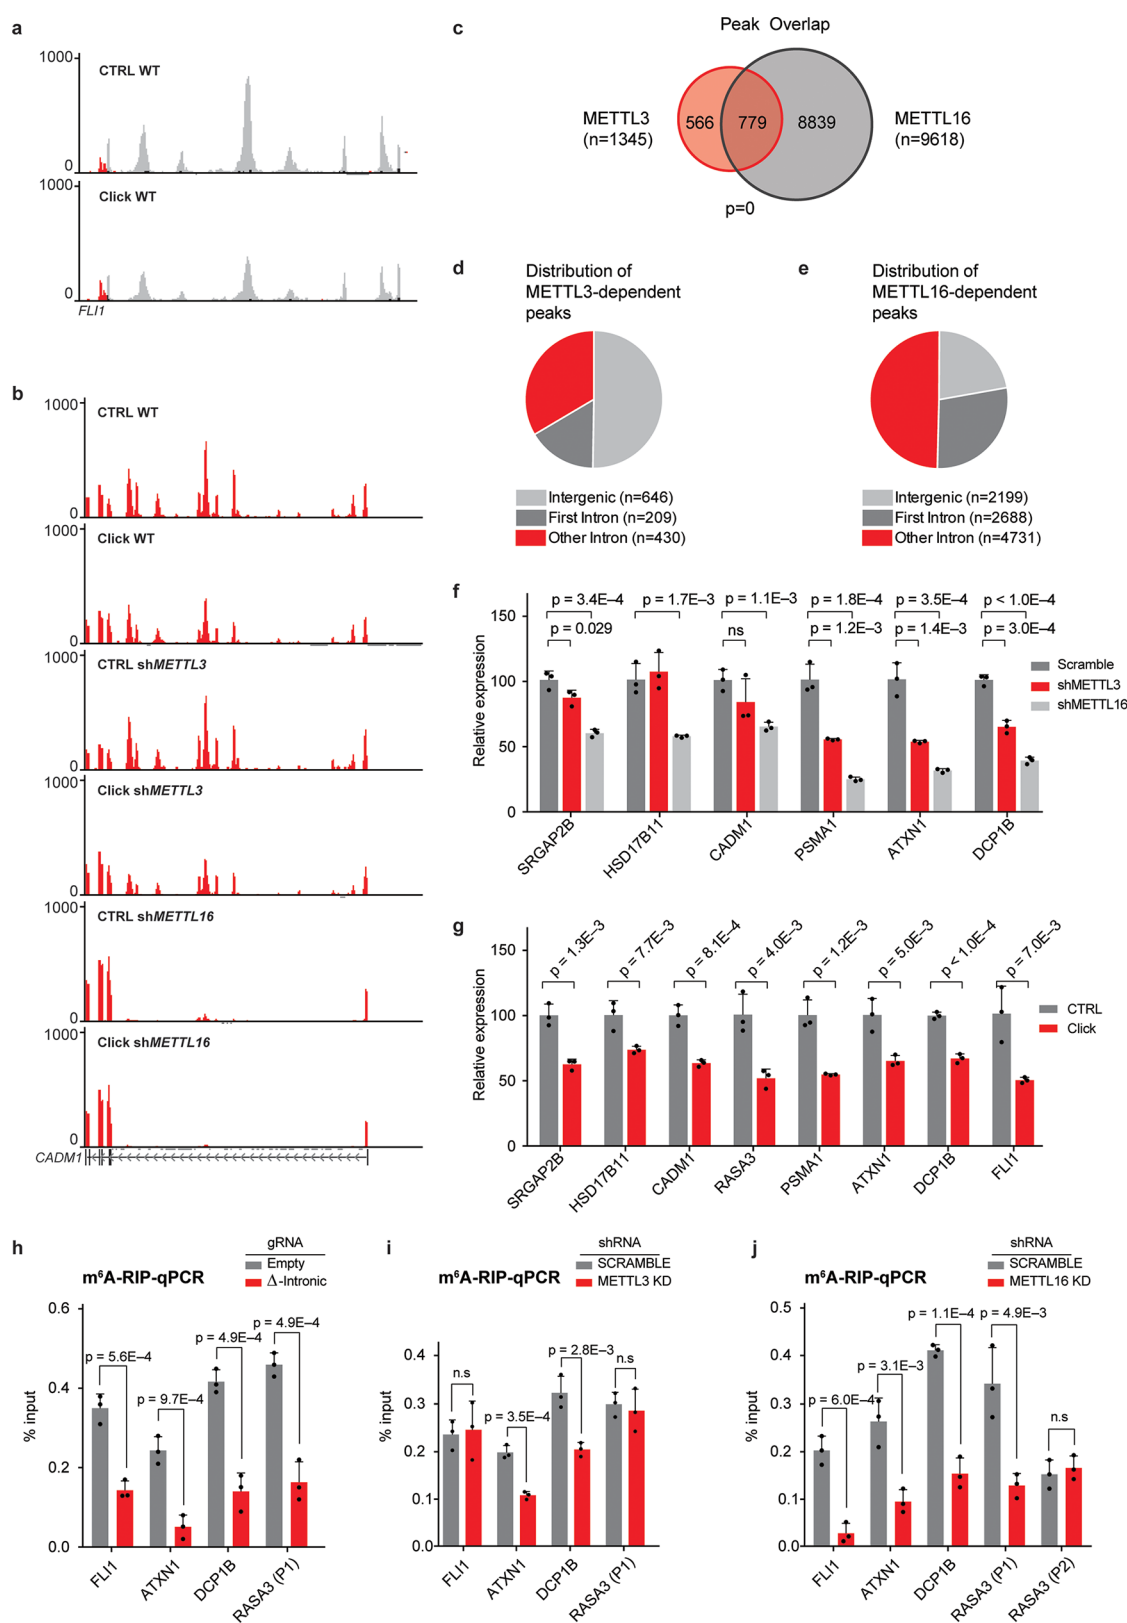 a
1000
CTRL WT
0
1000
Click WT
0
FLI1
b
1000
CTRL WT
0
1000
Click WT
0
1000
CTRL shMETTL3
0
1000
Click shMETTL3
0
1000
CTRL shMETTL16
0
1000
Click shMETTL16
0
CADM1
c
Peak Overlap
METTL3
(n=1345)
566
779
8839
METTL16
(n=9618)
p=0
d
Distribution of
METTL3-dependent
peaks
Intergenic (n=646)
First Intron (n=209)
Other Intron (n=430)
e
Distribution of
METTL16-dependent
peaks
Intergenic (n=2199)
First Intron (n=2688)
Other Intron (n=4731)
f
p = 3.4E–4
p = 1.7E–3
p = 1.1E–3
p = 1.8E–4
p = 3.5E–4
p < 1.0E–4
p = 0.029
ns
p = 1.2E–3
p = 1.4E–3
p = 3.0E–4
150
100
50
0
Relative expression
Scramble
shMETTL3
shMETTL16
SRGAP2B
HSD17B11
CADM1
PSMA1
ATXN1
DCP1B
g
p = 1.3E–3
p = 7.7E–3
p = 8.1E–4
p = 4.0E–3
p = 1.2E–3
p = 5.0E–3
p < 1.0E–4
p = 7.0E–3
150
100
50
0
Relative expression
CTRL
Click
SRGAP2B
HSD17B11
CADM1
RASA3
PSMA1
ATXN1
DCP1B
FLI1
h
gRNA
Empty
Δ-Intronic
m⁶A-RIP-qPCR
0.6
0.4
0.2
0.0
% input
p = 5.6E–4
p = 9.7E–4
p = 4.9E–4
p = 4.9E–4
FLI1
ATXN1
DCP1B
RASA3 (P1)
i
shRNA
SCRAMBLE
METTL3 KD
m⁶A-RIP-qPCR
0.4
0.3
0.2
0.1
0.0
% input
n.s
p = 3.5E–4
p = 2.8E–3
n.s
FLI1
ATXN1
DCP1B
RASA3 (P1)
j
shRNA
SCRAMBLE
METTL16 KD
m⁶A-RIP-qPCR
0.5
0.4
0.3
0.2
0.1
0.0
% input
p = 6.0E–4
p = 3.1E–3
p = 1.1E–4
p = 4.9E–3
n.s
FLI1
ATXN1
DCP1B
RASA3 (P1)
RASA3 (P2)